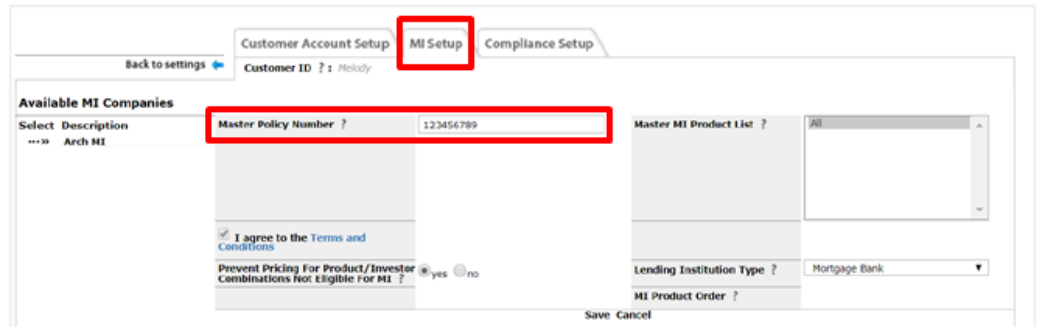 Customer Account Setup MI Setup Compliance Setup
Back to settings Customer ID ? : Melody
Available MI Companies
Select Description Master Policy Number ? 123456789 Master MI Product List ? All
Arch MI
I agree to the Terms and
Conditions
Prevent Pricing For Product/Investor yes no Lending Institution Type ? Mortgage Bank
Combinations Not Eligible For MI ?
MI Product Order ?
Save Cancel